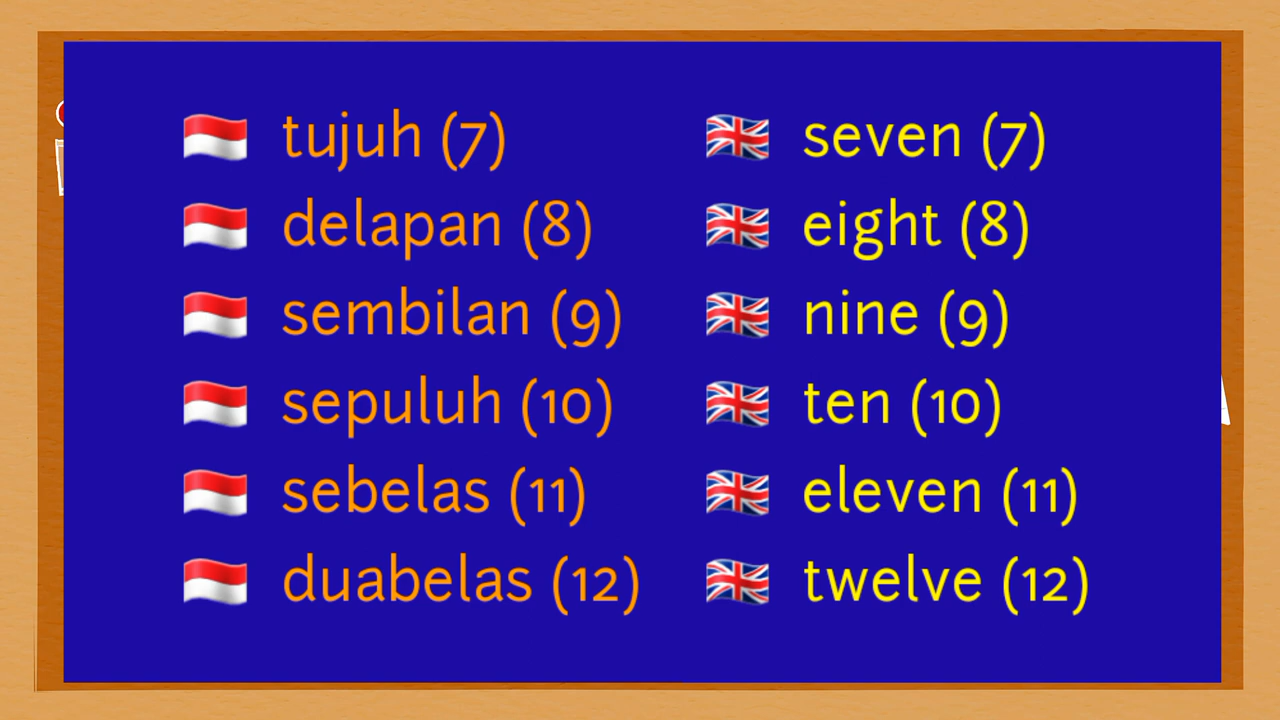 tujuh (7) seven (7)
delapan (8) eight (8)
sembilan (9) nine (9)
sepuluh (10) ten (10)
sebelas (11) eleven (11)
duabelas (12) twelve (12)